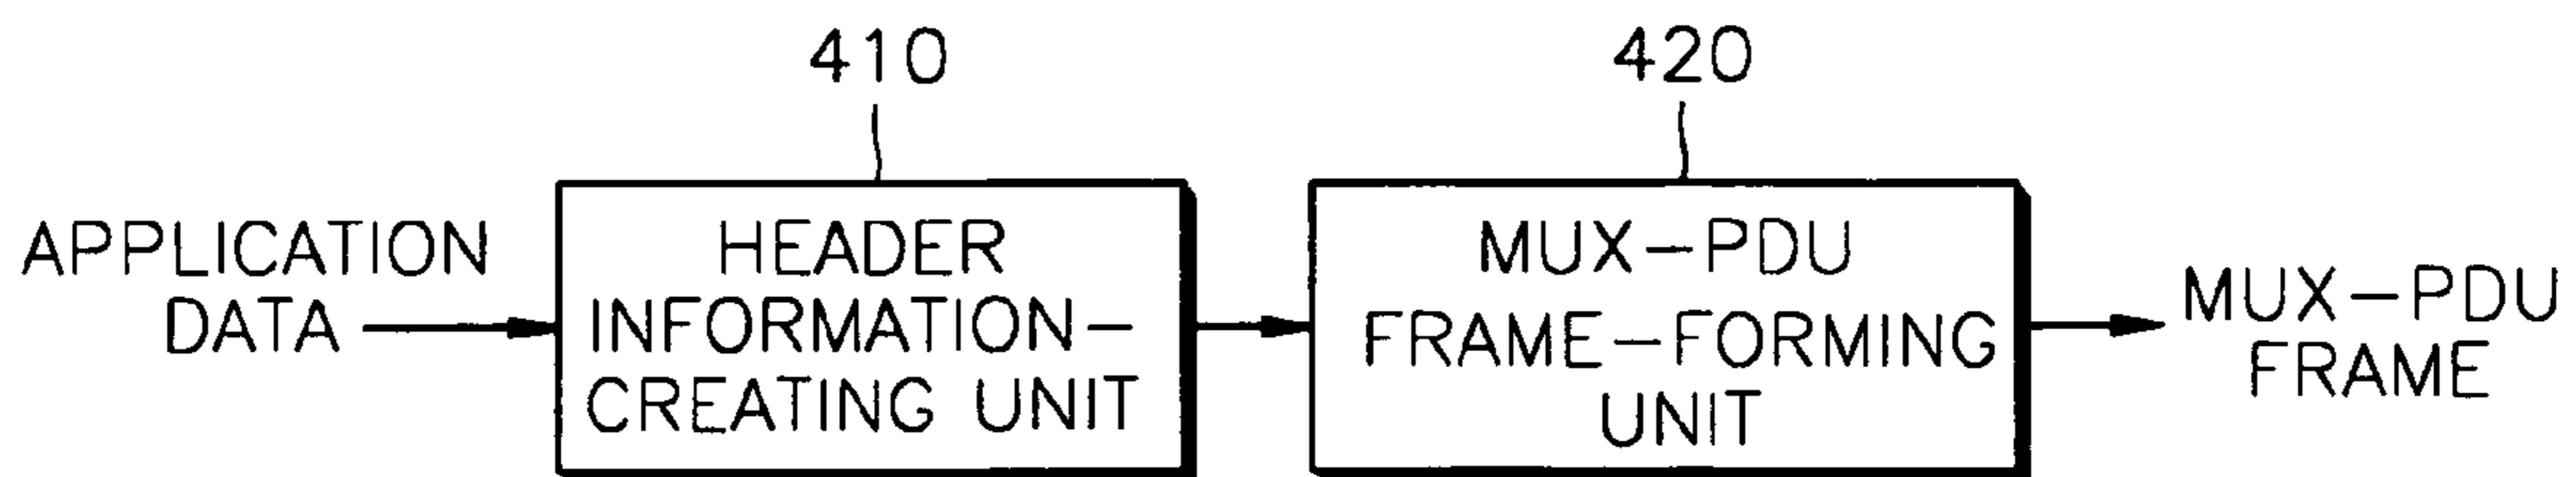 410
420
APPLICATION
DATA
HEADER
INFORMATION-
CREATING UNIT
MUX-PDU
FRAME-FORMING
UNIT
MUX-PDU
FRAME